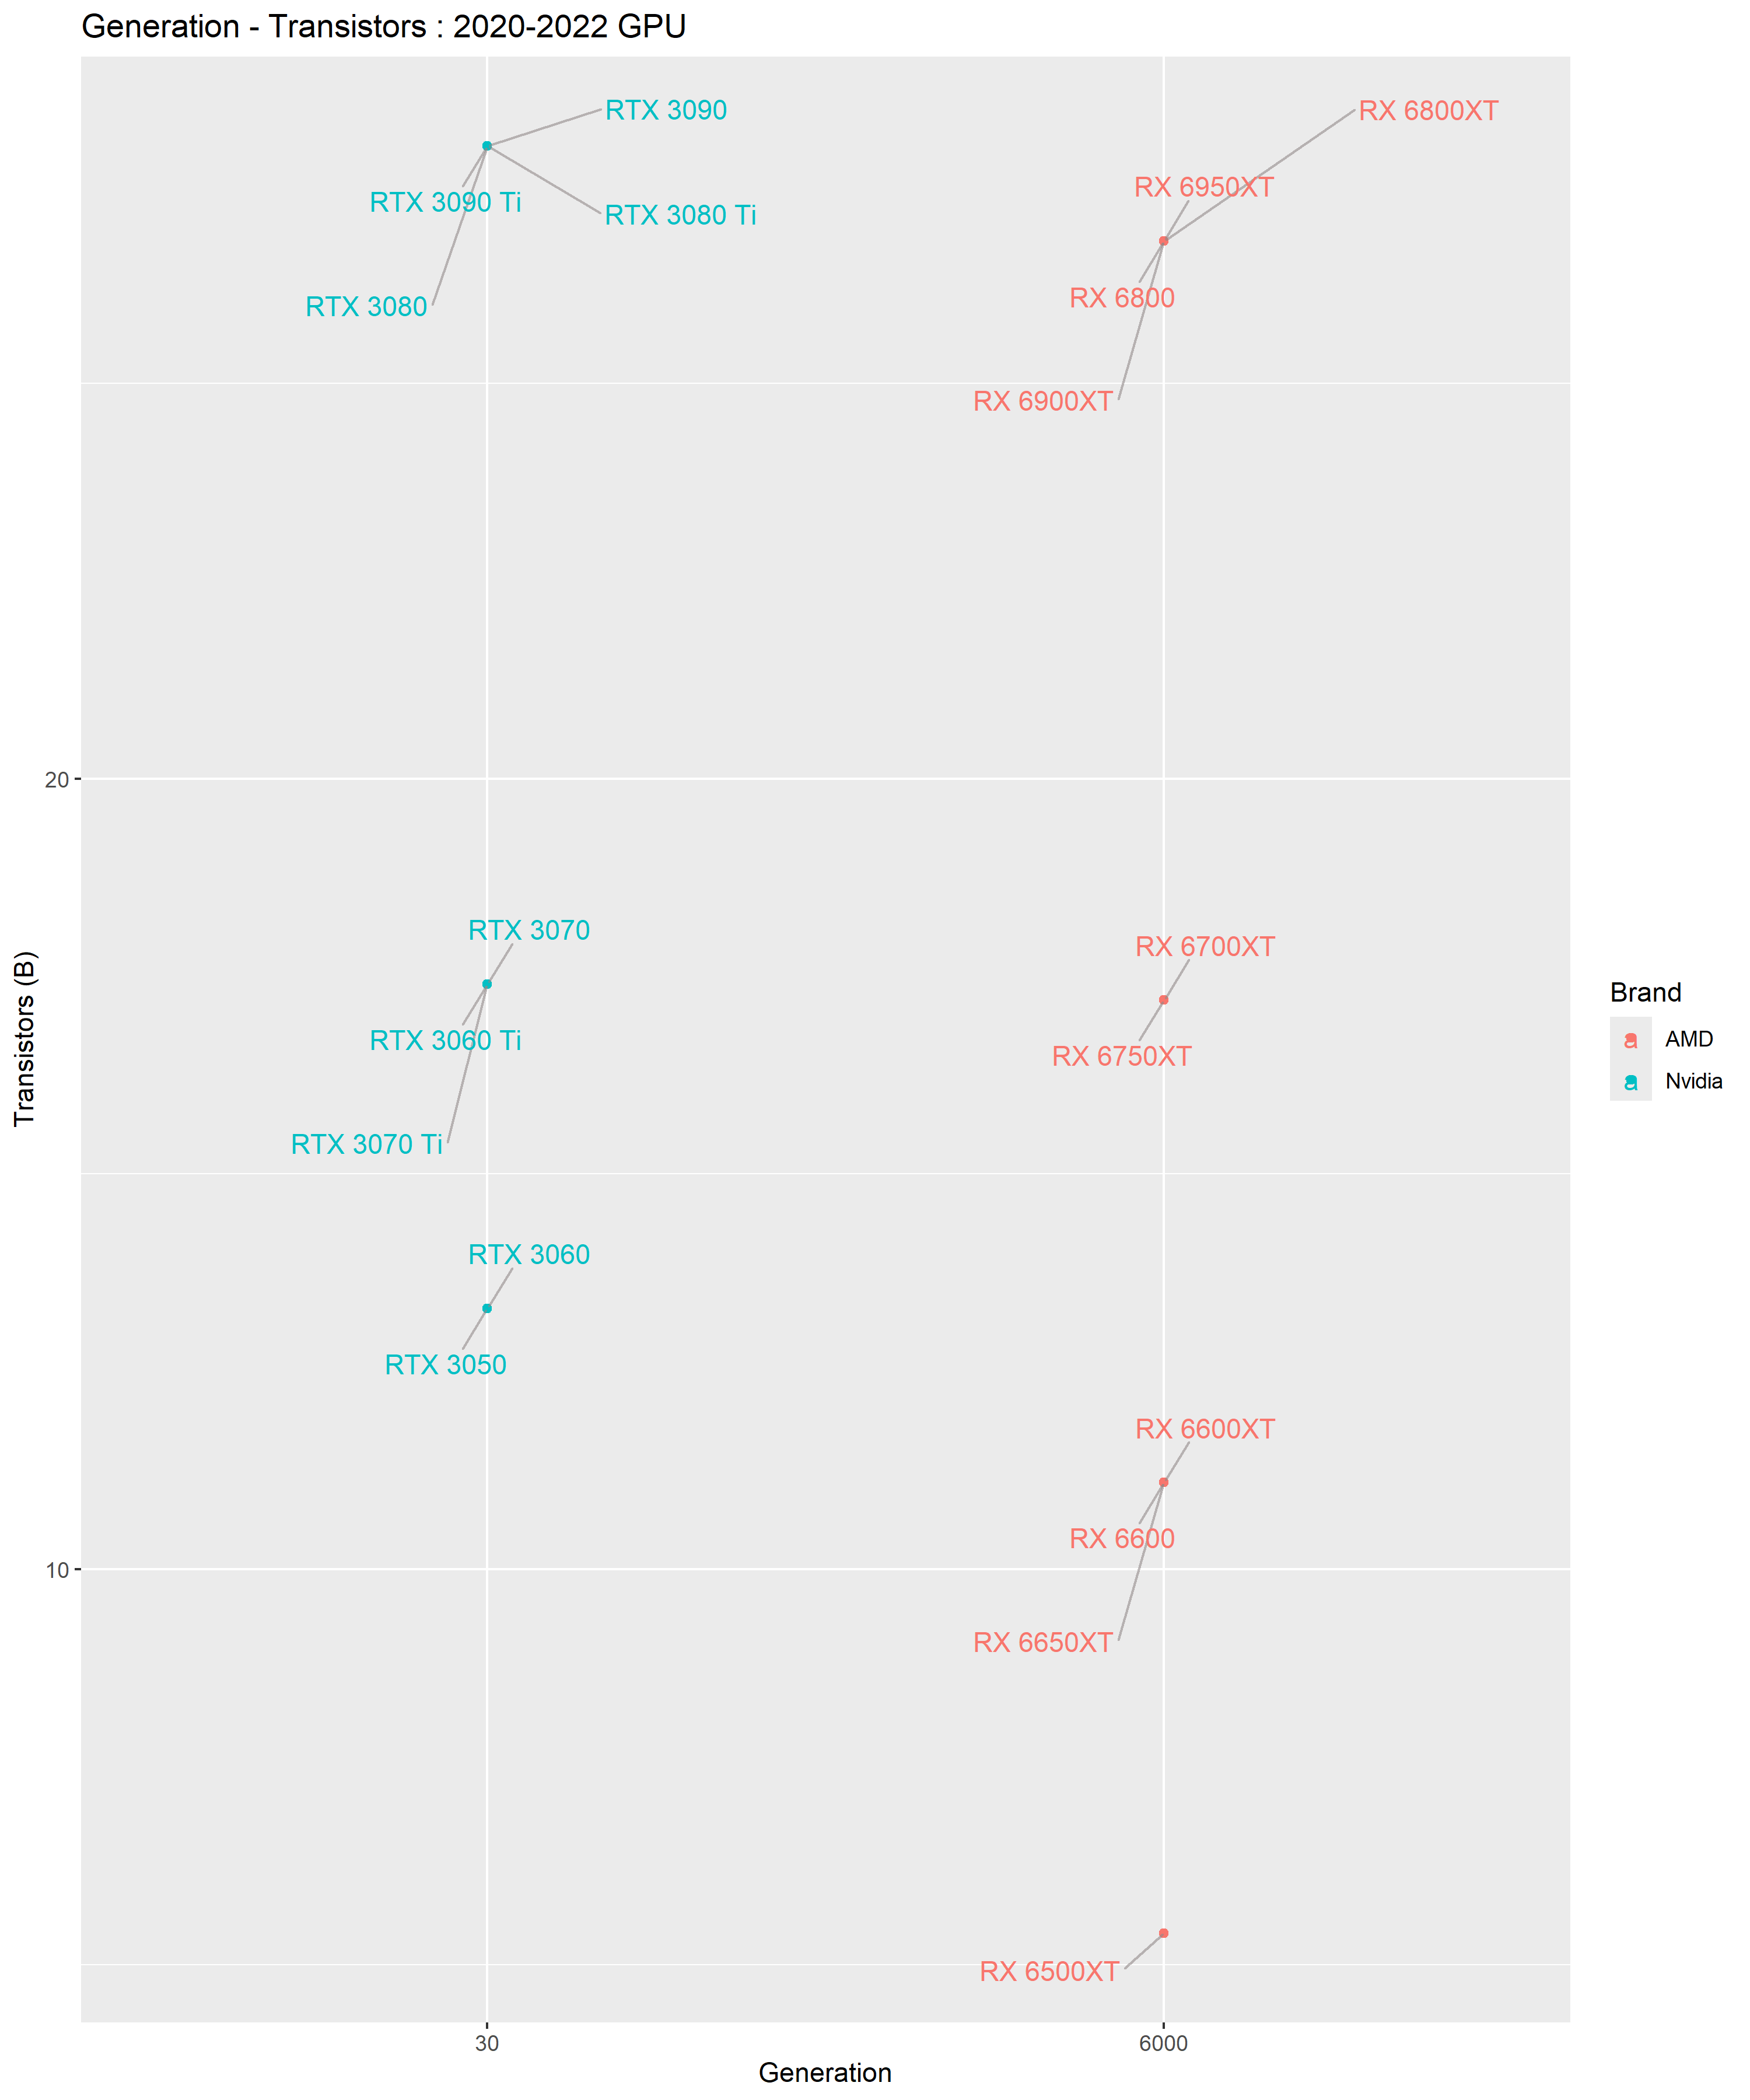 Generation - Transistors : 2020-2022 GPU
RTX 3090
RX 6800XT
RX 6950XT
RTX 3090 Ti
RTX 3080 Ti
RX 6800
RTX 3080
RX 6900XT
20
RTX 3070
RX 6700XT
Transistors (B)
Brand
AMD
Nvidia
RTX 3060 Ti
RX 6750XT
RTX 3070 Ti
RTX 3060
RTX 3050
RX 6600XT
RX 6600
10
RX 6650XT
RX 6500XT
30
6000
Generation